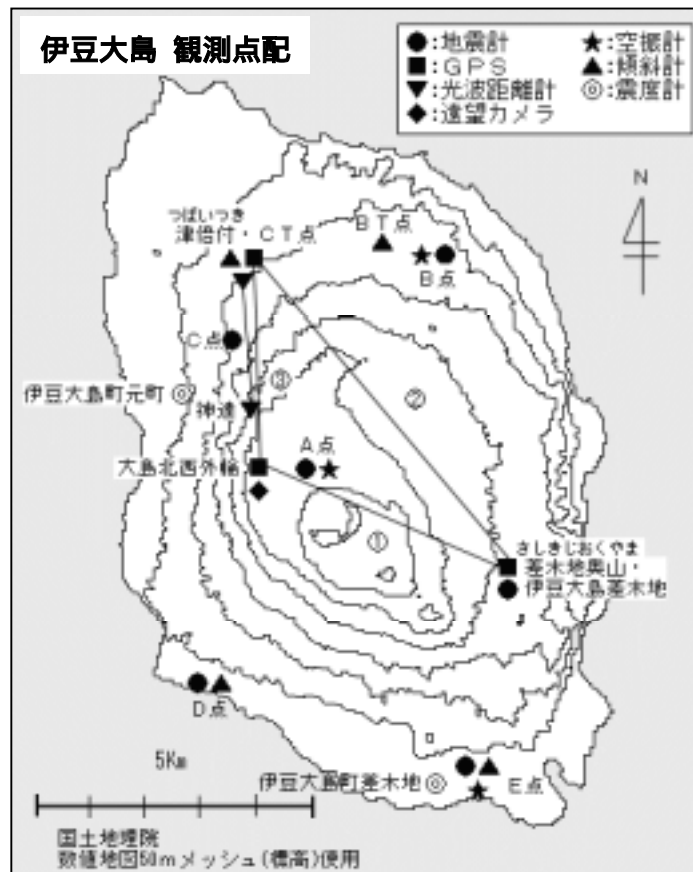 伊豆大島 観測点配
●:地震計 ★:空振計
■:GPS ▲:傾斜計
▼:光波距離計 ◎:震度計
◆:遠望カメラ
N
つばいつき
津倍付・CT点
BT点
B点
C点
③
②
伊豆大島町元町◎
神達
A点
大島北西外輪
①
さしきじおくやま
差木地奥山・
伊豆大島差木地
D点
5Km
伊豆大島町差木地◎
E点
国土地理院
数値地図50mメッシュ(標高)使用